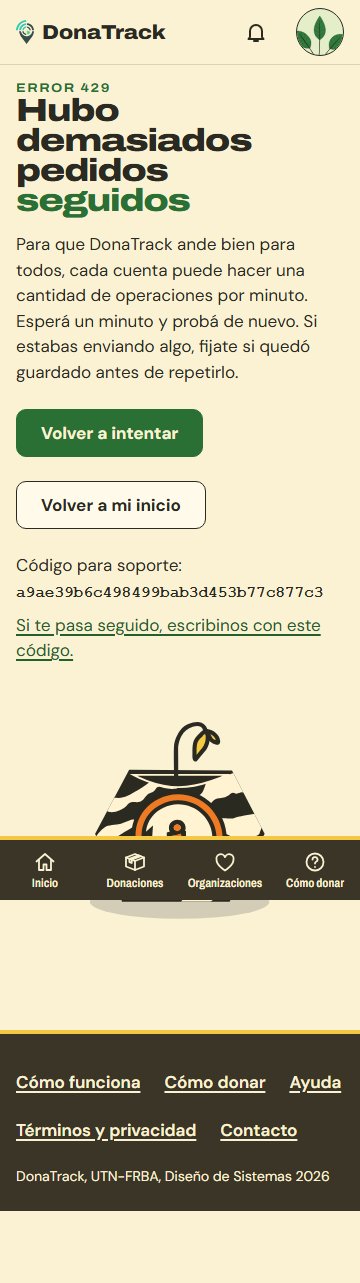 DonaTrack
ERROR 429
Hubo
demasiados
pedidos
seguidos
Para que DonaTrack ande bien para
todos, cada cuenta puede hacer una
cantidad de operaciones por minuto.
Esperá un minuto y probá de nuevo. Si
estabas enviando algo, fijate si quedó
guardado antes de repetirlo.
Volver a intentar
Volver a mi inicio
Código para soporte:
a9ae39b6c498499bab3d453b77c877c3
Si te pasa seguido, escribinos con este
código.
Inicio Donaciones Organizaciones Cómo donar
Cómo funciona Cómo donar Ayuda
Términos y privacidad Contacto
DonaTrack, UTN-FRBA, Diseño de Sistemas 2026